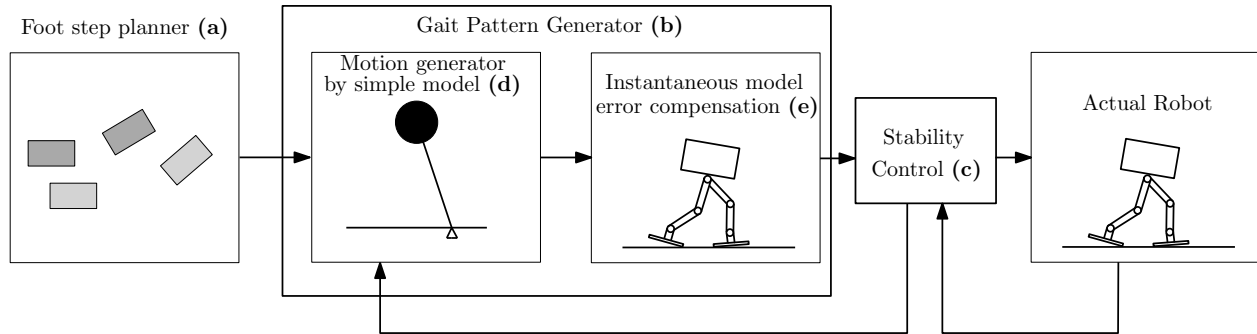 Foot step planner (a)
Gait Pattern Generator (b)
Motion generator
by simple model (d)
Instantaneous model
error compensation (e)
Stability
Control (c)
Actual Robot